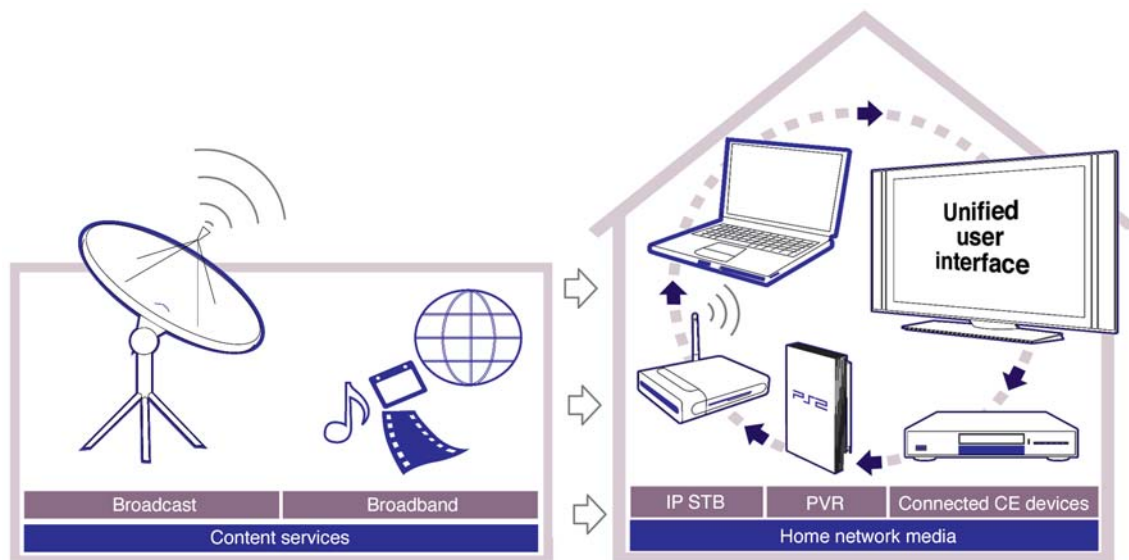 Unified
user
interface
PS2
Broadcast
Broadband
Content services
IP STB
PVR
Connected CE devices
Home network media